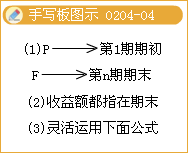 手写板图示 0204-04
(1)P——→第1期期初
F——→第n期期末
(2)收益额都指在期末
(3)灵活运用下面公式